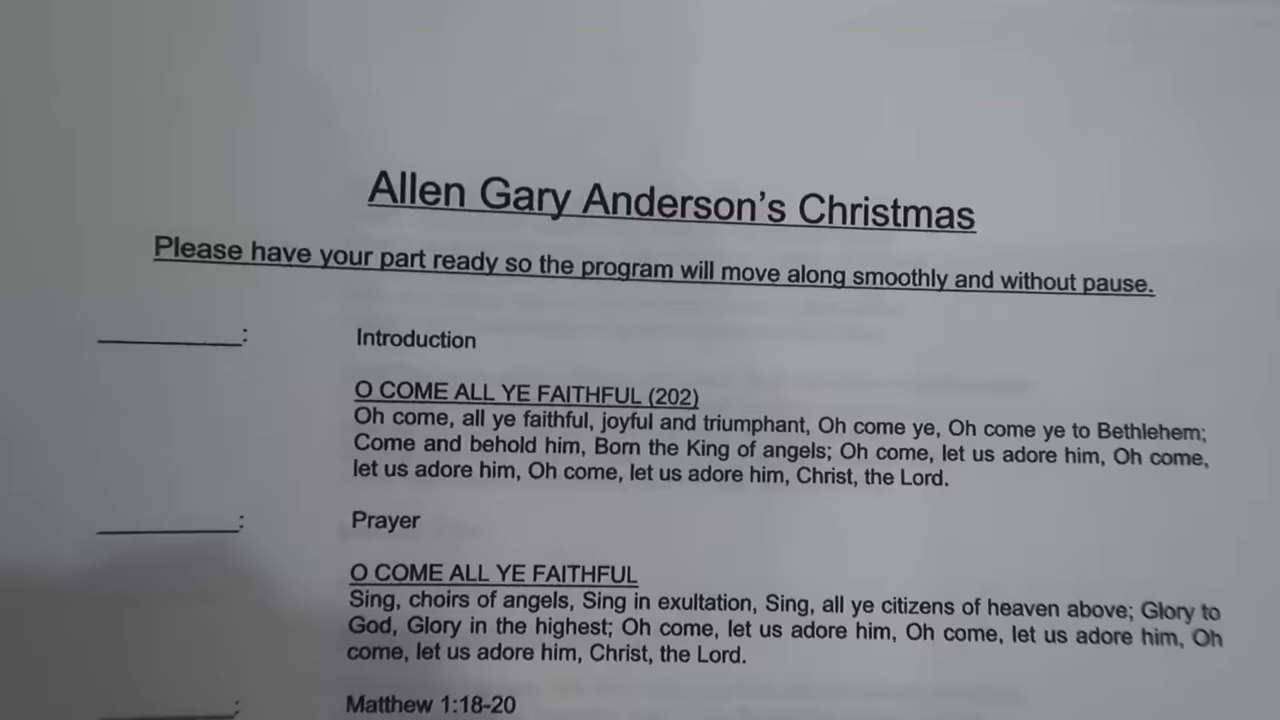 Allen Gary Anderson's Christmas
Please have your part ready so the program will move along smoothly and without pause.
__________: Introduction
O COME ALL YE FAITHFUL (202)
Oh come, all ye faithful, joyful and triumphant, Oh come ye, Oh come ye to Bethlehem;
Come and behold him, Born the King of angels; Oh come, let us adore him, Oh come,
let us adore him, Oh come, let us adore him, Christ, the Lord.
__________: Prayer
O COME ALL YE FAITHFUL
Sing, choirs of angels, Sing in exultation, Sing, all ye citizens of heaven above; Glory to
God, Glory in the highest; Oh come, let us adore him, Oh come, let us adore him, Oh
come, let us adore him, Christ, the Lord.
__________: Matthew 1:18-20